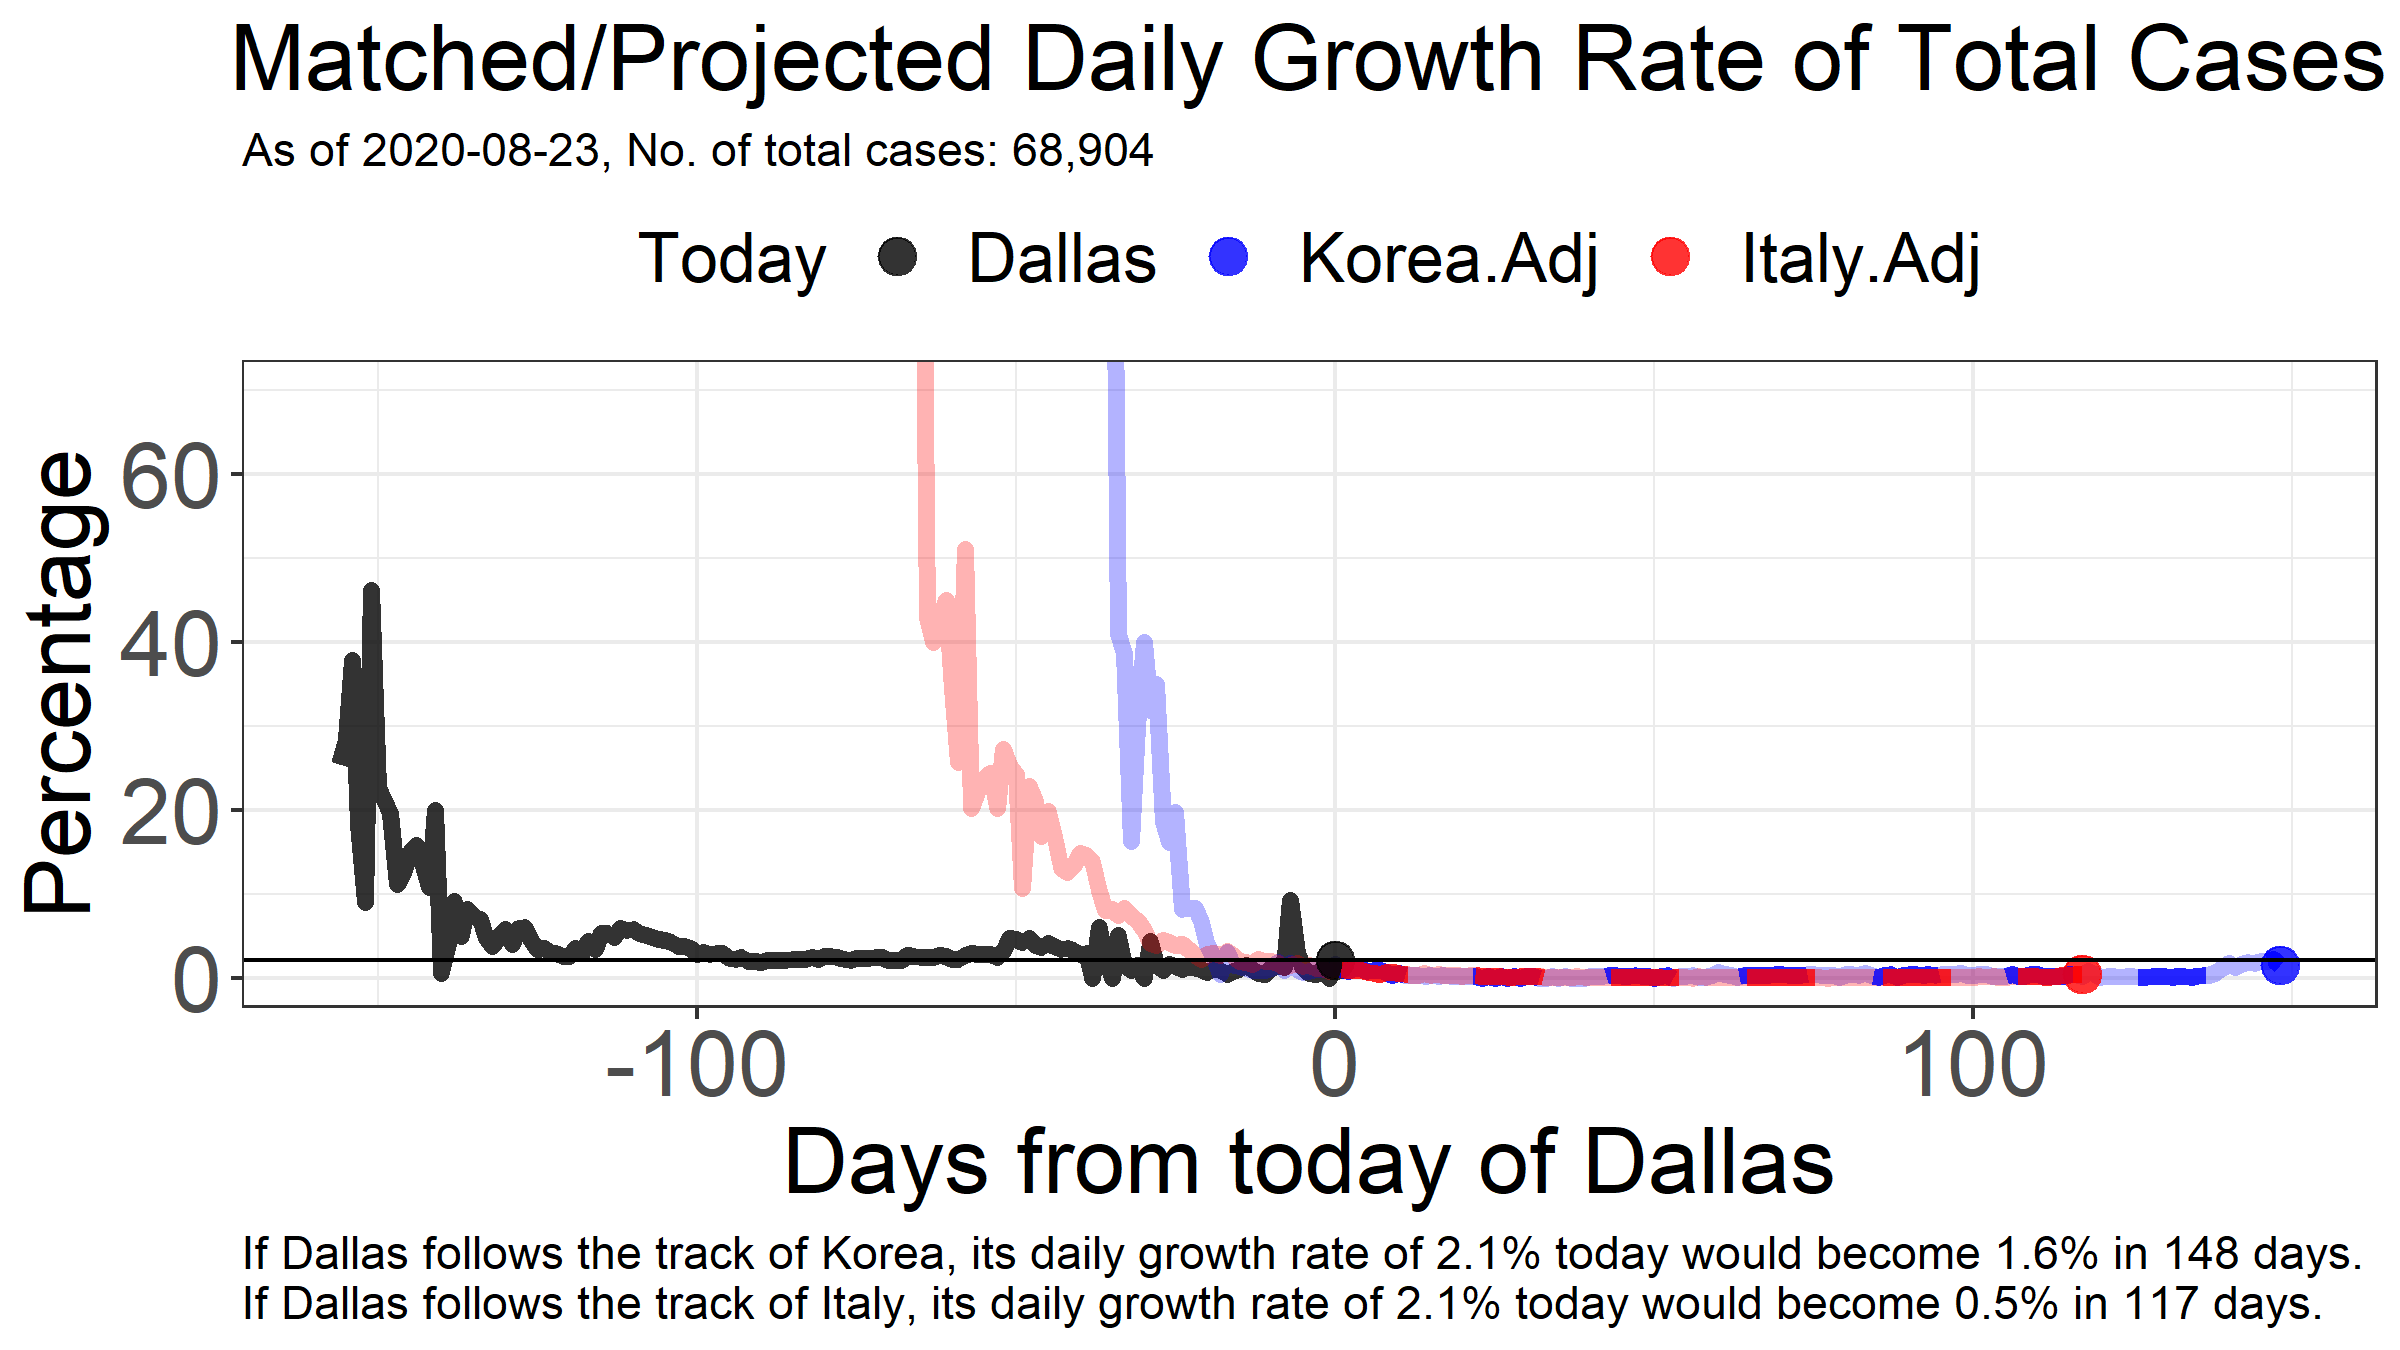 Matched/Projected Daily Growth Rate of Total Cases
As of 2020-08-23, No. of total cases: 68,904
Today Dallas Korea.Adj Italy.Adj
Percentage
60
40
20
0
-100 0 100
Days from today of Dallas
If Dallas follows the track of Korea, its daily growth rate of 2.1% today would become 1.6% in 148 days.
If Dallas follows the track of Italy, its daily growth rate of 2.1% today would become 0.5% in 117 days.